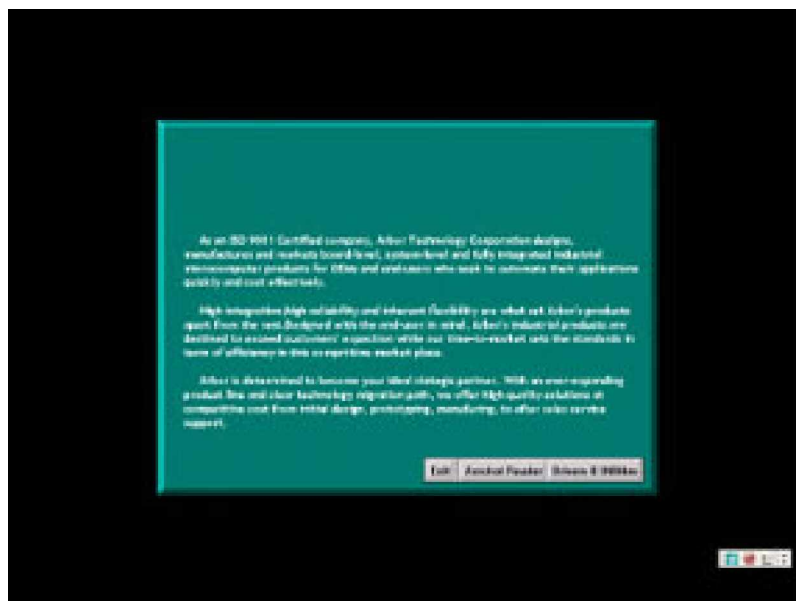 As an ISO 9001 Certified company, Arbor Technology Corporation designs,
manufactures and markets board-level, system-level and fully integrated industrial
microcomputer products for OEMs and end-users who seek to automate their applications
quickly and cost effectively.
High integration, high reliability and inherent flexibility are what set Arbor's products
apart from the rest. Designed with the end-user in mind, Arbor's industrial products are
destined to exceed customers' expection while our time-to-market sets the standards in
term of efficiency in this competitive market place.
Arbor is determined to become your ideal strategic partner. With an ever-expanding
product line and clear technology migration path, we offer high quality solutions at
competitive cost from initial design, prototyping, to after sales service
support.
Exit Acrobat Reader Drivers & Utilities